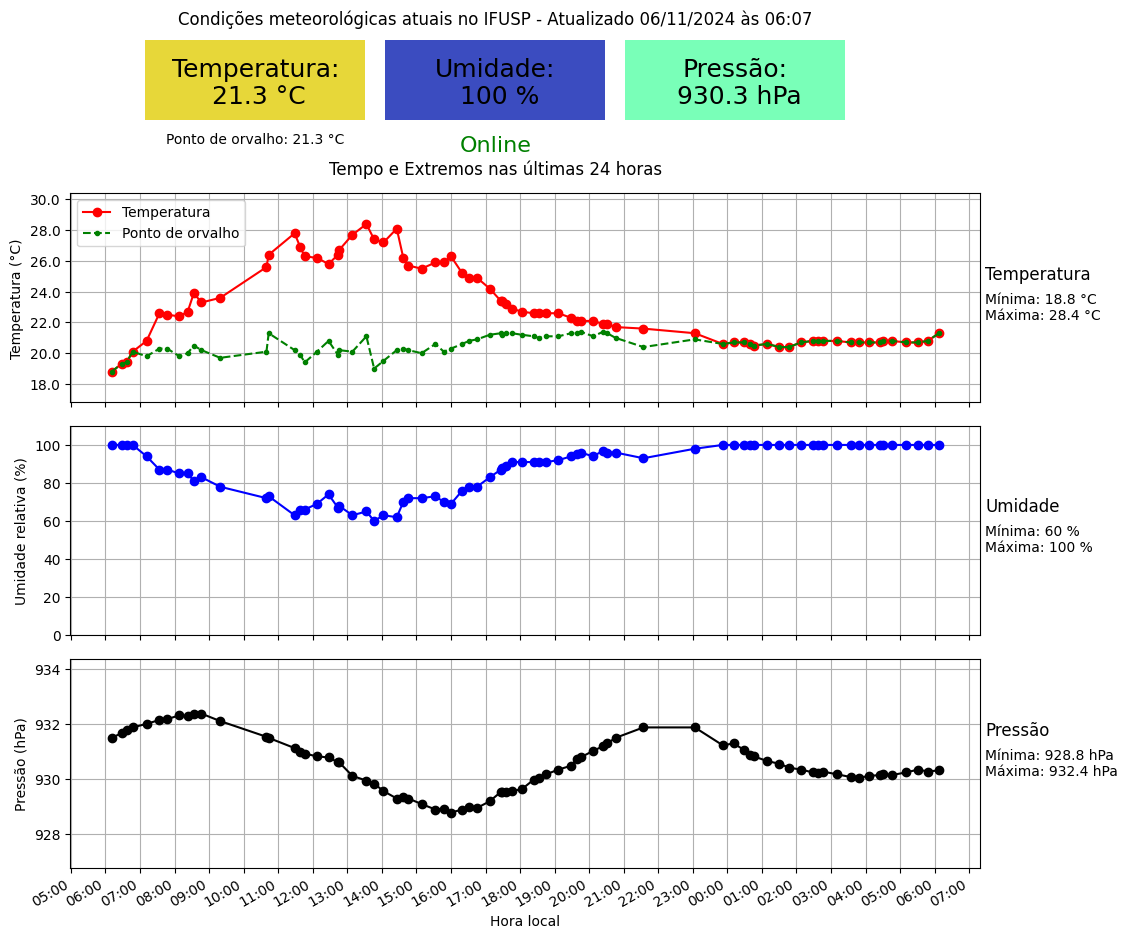 Condições meteorológicas atuais no IFUSP - Atualizado 06/11/2024 às 06:07
Temperatura:
21.3 °C
Umidade:
100 %
Pressão:
930.3 hPa
Ponto de orvalho: 21.3 °C
Online
Tempo e Extremos nas últimas 24 horas
Temperatura (°C)
30.0
28.0
26.0
24.0
22.0
20.0
18.0
Temperatura
Ponto de orvalho
Temperatura
Mínima: 18.8 °C
Máxima: 28.4 °C
Umidade relativa (%)
100
80
60
40
20
0
Umidade
Mínima: 60 %
Máxima: 100 %
Pressão (hPa)
934
932
930
928
Pressão
Mínima: 928.8 hPa
Máxima: 932.4 hPa
05:00 06:00 07:00 08:00 09:00 10:00 11:00 12:00 13:00 14:00 15:00 16:00 17:00 18:00 19:00 20:00 21:00 22:00 23:00 00:00 01:00 02:00 03:00 04:00 05:00 06:00 07:00
Hora local